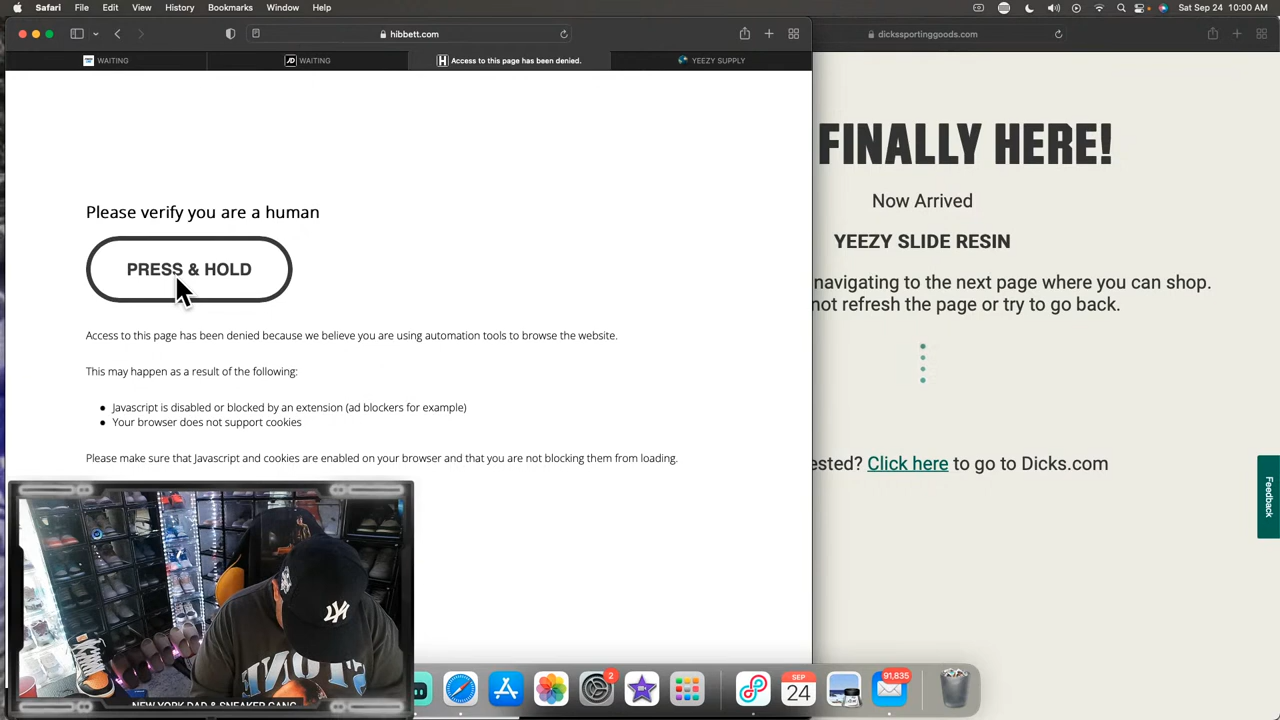 Safari File Edit View History Bookmarks Window Help
Sat Sep 24 10:00 AM
hibbett.com
dickssportinggoods.com
WAITING
JD WAITING
H Access to this page has been denied.
YEEZY SUPPLY
Please verify you are a human
PRESS & HOLD
Access to this page has been denied because we believe you are using automation tools to browse the website.
This may happen as a result of the following:
● Javascript is disabled or blocked by an extension (ad blockers for example)
● Your browser does not support cookies
Please make sure that Javascript and cookies are enabled on your browser and that you are not blocking them from loading.
FINALLY HERE!
Now Arrived
YEEZY SLIDE RESIN
navigating to the next page where you can shop.
not refresh the page or try to go back.
ested? Click here to go to Dicks.com
Feedback
NY
NEW YORK DAD & SNEAKER GANG
2
SEP
24
91,835